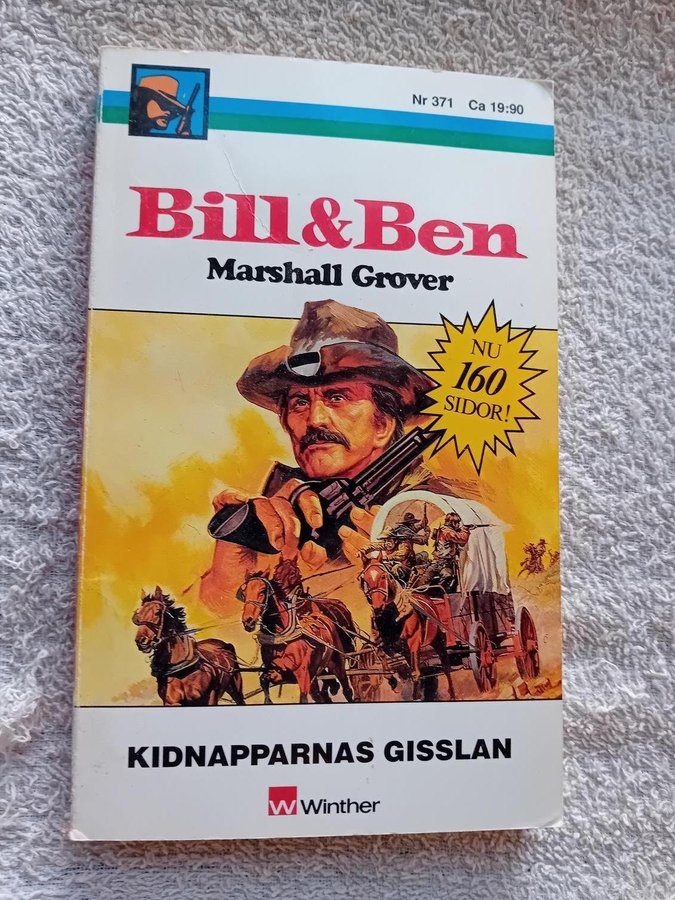 Nr 371 Ca 19:90
Bill&Ben
Marshall Grover
NU
160
SIDOR!
KIDNAPPARNAS GISSLAN
W Winther